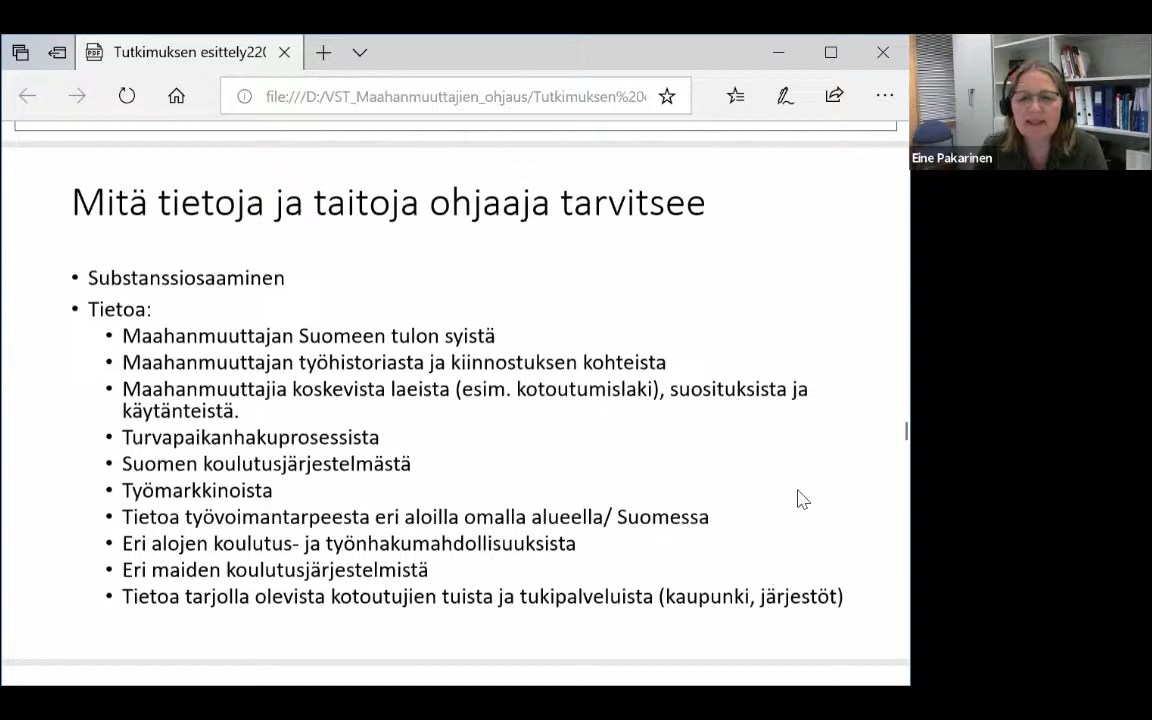 Tutkimuksen esittely220
file:///D:/VST_Maahanmuuttajien_ohjaus/Tutkimuksen%20
Eine Pakarinen
Mitä tietoja ja taitoja ohjaaja tarvitsee
• Substanssiosaaminen
• Tietoa:
• Maahanmuuttajan Suomeen tulon syistä
• Maahanmuuttajan työhistoriasta ja kiinnostuksen kohteista
• Maahanmuuttajia koskevista laeista (esim. kotoutumislaki), suosituksista ja
käytänteistä.
• Turvapaikanhakuprosessista
• Suomen koulutusjärjestelmästä
• Työmarkkinoista
• Tietoa työvoimantarpeesta eri aloilla omalla alueella/ Suomessa
• Eri alojen koulutus- ja työnhakumahdollisuuksista
• Eri maiden koulutusjärjestelmistä
• Tietoa tarjolla olevista kotoutujien tuista ja tukipalveluista (kaupunki, järjestöt)